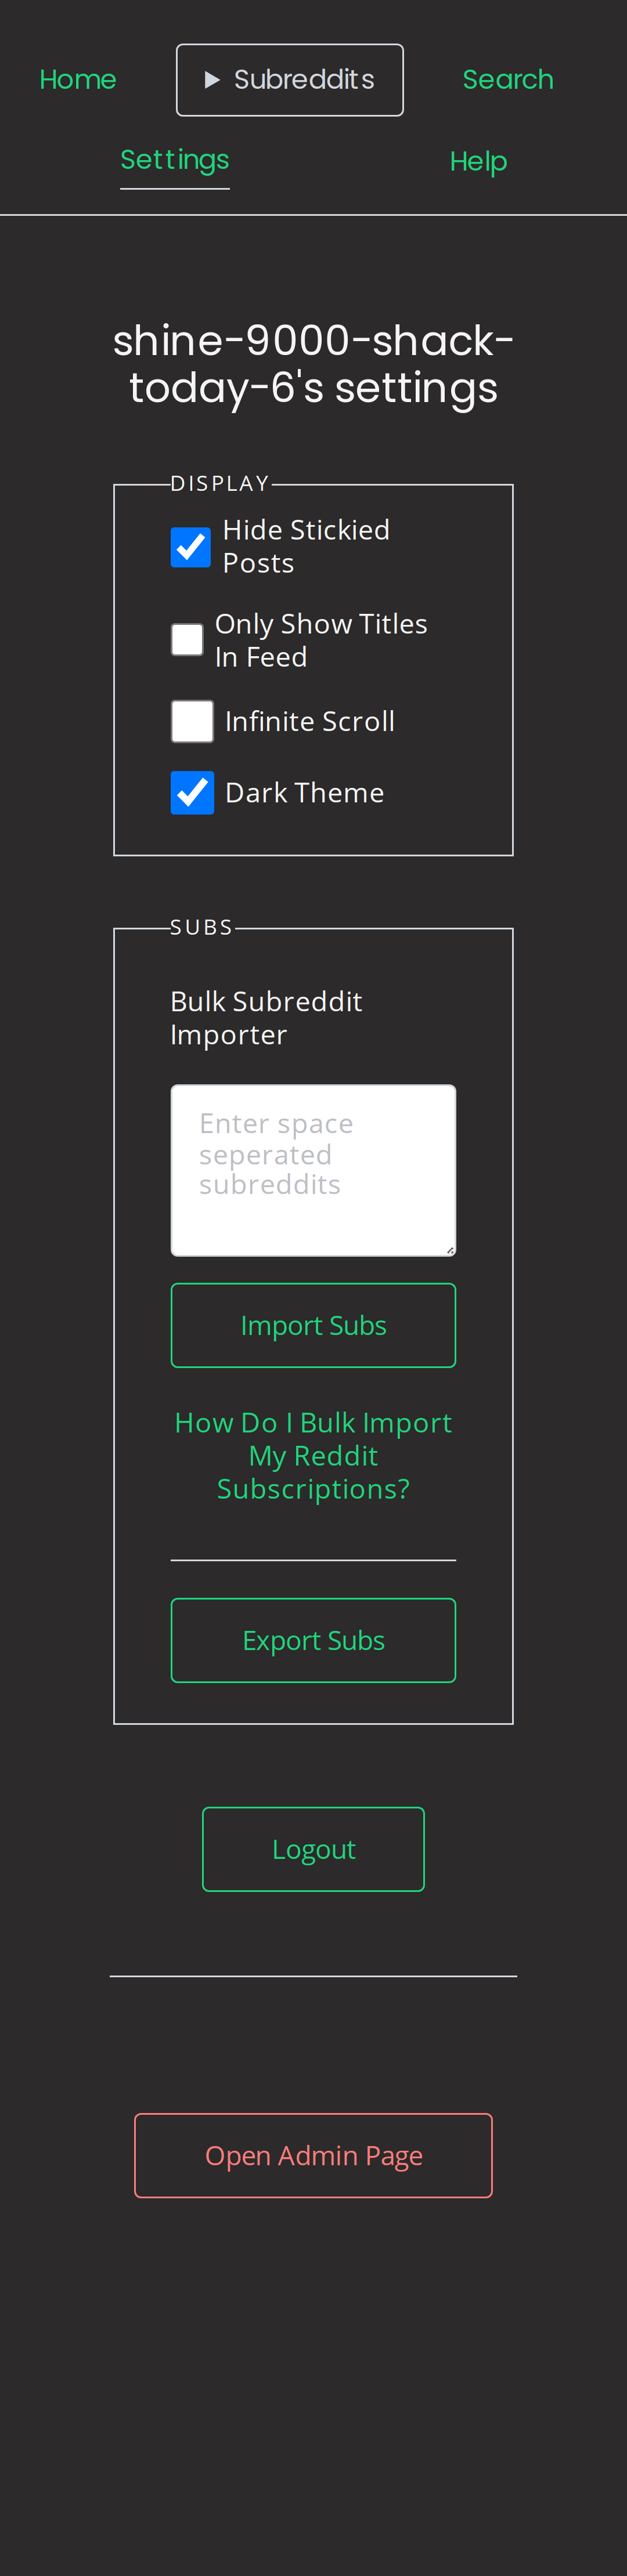 Home
Subreddits
Search
Settings
Help
shine-9000-shack-
today-6's settings
DISPLAY
Hide Stickied
Posts
Only Show Titles
In Feed
Infinite Scroll
Dark Theme
SUBS
Bulk Subreddit
Importer
Enter space
seperated
subreddits
Import Subs
How Do I Bulk Import
My Reddit
Subscriptions?
Export Subs
Logout
Open Admin Page